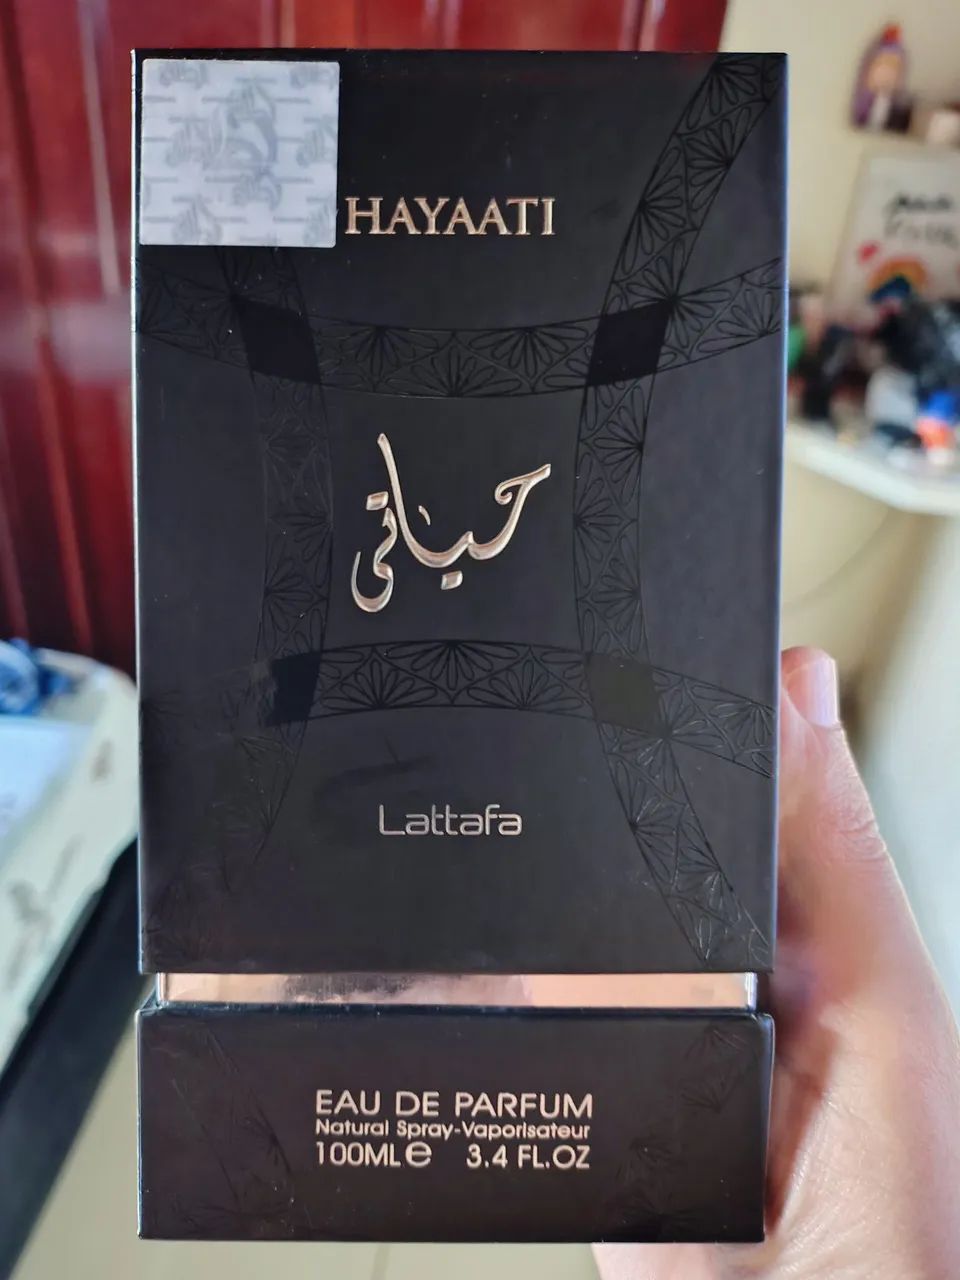 HAYAATI
حياتي
Lattafa
EAU DE PARFUM
Natural Spray-Vaporisateur
100ML℮ 3.4 FL.OZ